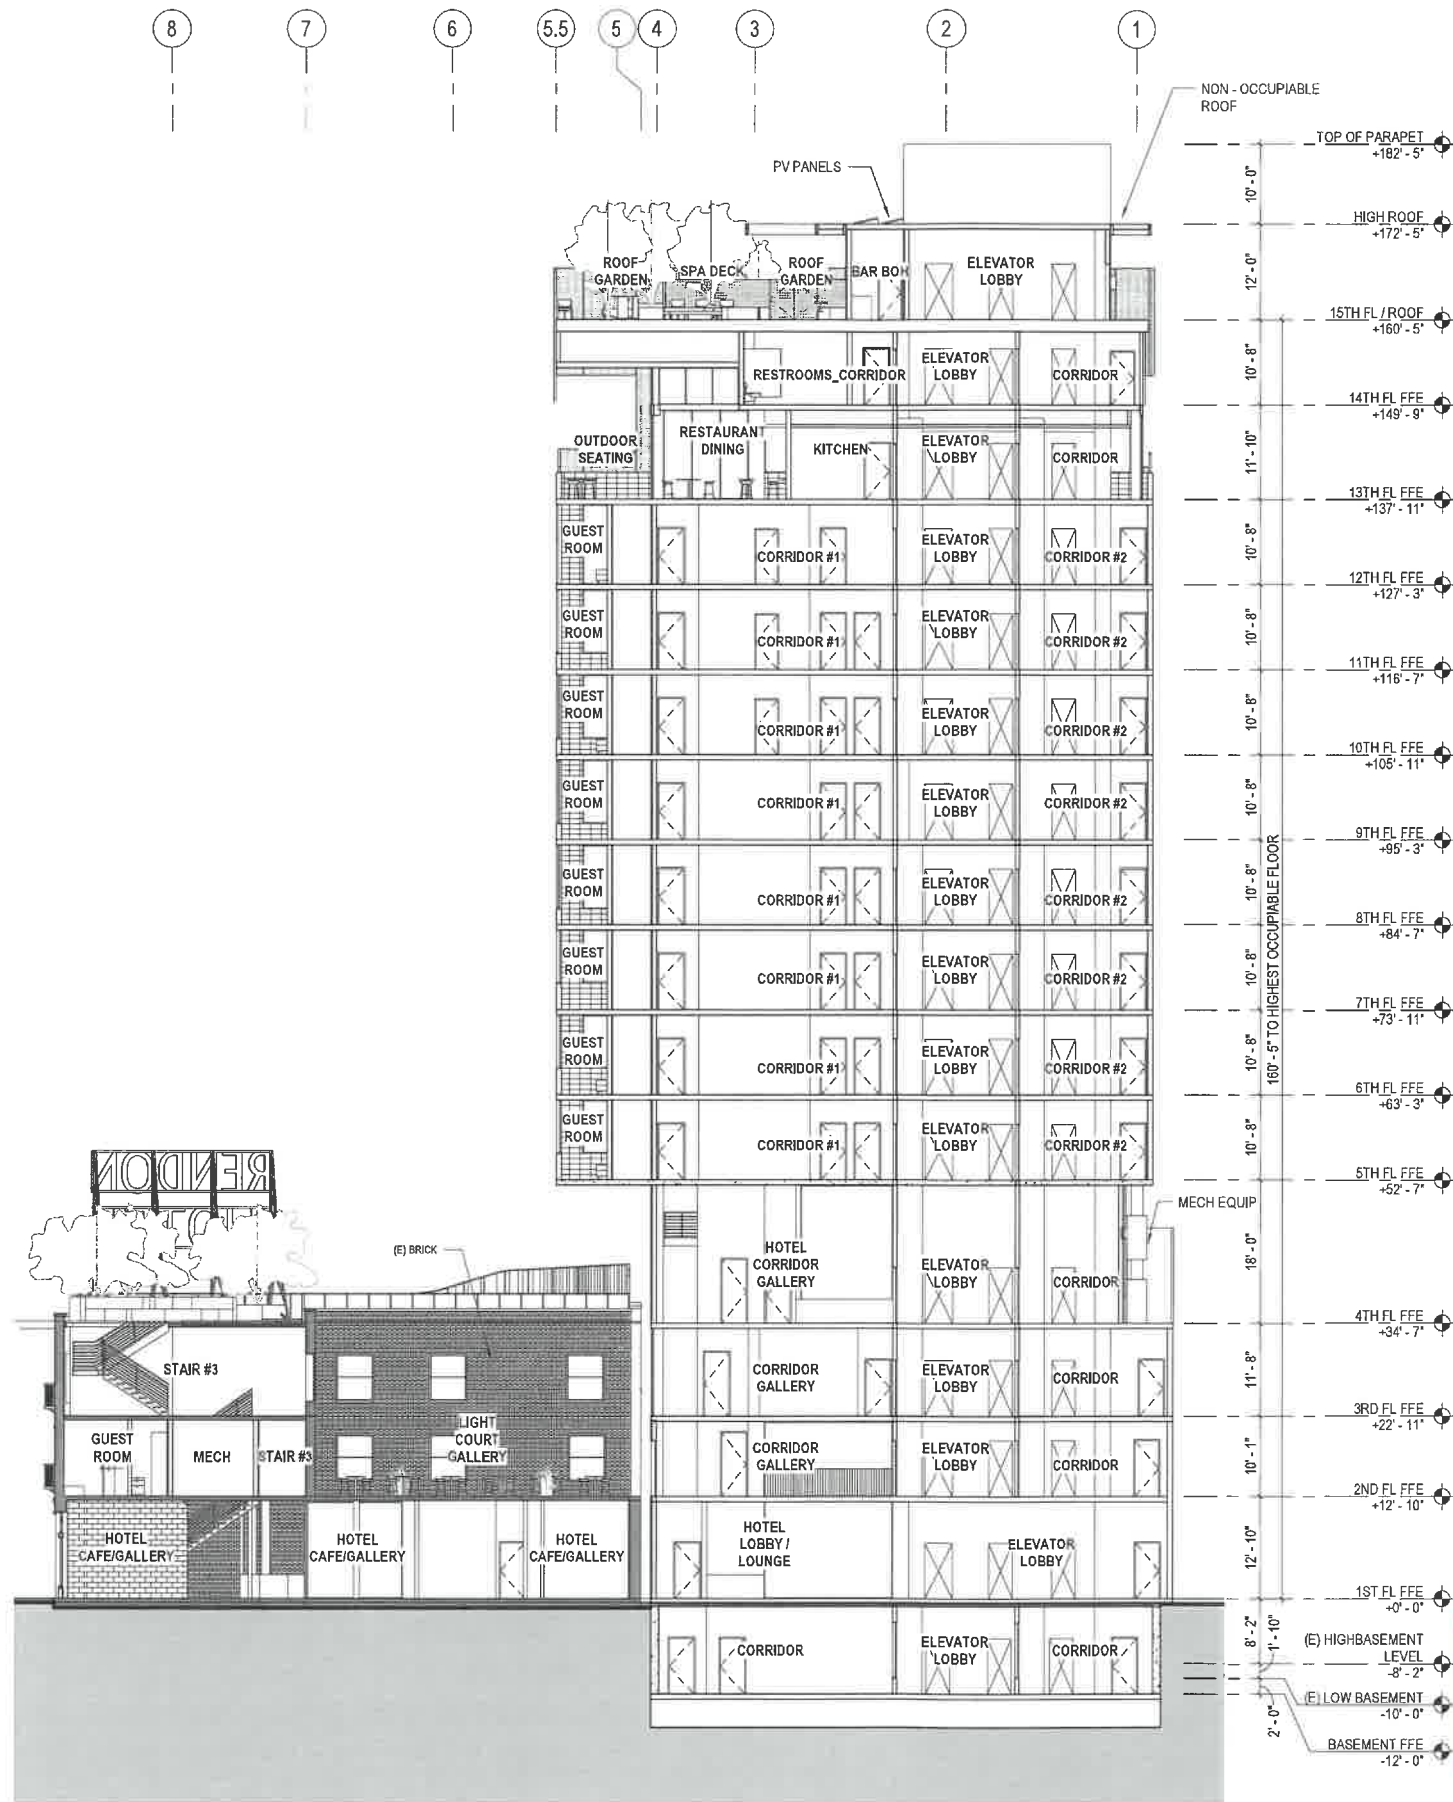 8 7 6 5.5 5 4 3 2 1
NON - OCCUPIABLE
ROOF
TOP OF PARAPET
+182' - 5"
PV PANELS
10' - 0"
HIGH ROOF
+172' - 5"
ROOF
GARDEN
SPA DECK
ROOF
GARDEN
BAR BOH
ELEVATOR
LOBBY
12' - 0"
15TH FL / ROOF
+160' - 5"
RESTROOMS_CORRIDOR
ELEVATOR
LOBBY
CORRIDOR
10' - 8"
14TH FL FFE
+149' - 9"
OUTDOOR
SEATING
RESTAURANT
DINING
KITCHEN
ELEVATOR
LOBBY
CORRIDOR
11' - 10"
13TH FL FFE
+137' - 11"
GUEST
ROOM
CORRIDOR #1
ELEVATOR
LOBBY
CORRIDOR #2
10' - 8"
12TH FL FFE
+127' - 3"
GUEST
ROOM
CORRIDOR #1
ELEVATOR
LOBBY
CORRIDOR #2
10' - 8"
11TH FL FFE
+116' - 7"
GUEST
ROOM
CORRIDOR #1
ELEVATOR
LOBBY
CORRIDOR #2
10' - 8"
10TH FL FFE
+105' - 11"
GUEST
ROOM
CORRIDOR #1
ELEVATOR
LOBBY
CORRIDOR #2
10' - 8"
9TH FL FFE
+95' - 3"
GUEST
ROOM
CORRIDOR #1
ELEVATOR
LOBBY
CORRIDOR #2
10' - 8"
160' - 5" TO HIGHEST OCCUPIABLE FLOOR
8TH FL FFE
+84' - 7"
GUEST
ROOM
CORRIDOR #1
ELEVATOR
LOBBY
CORRIDOR #2
10' - 8"
7TH FL FFE
+73' - 11"
GUEST
ROOM
CORRIDOR #1
ELEVATOR
LOBBY
CORRIDOR #2
10' - 8"
6TH FL FFE
+63' - 3"
GUEST
ROOM
CORRIDOR #1
ELEVATOR
LOBBY
CORRIDOR #2
10' - 8"
5TH FL FFE
+52' - 7"
RENDON
MECH EQUIP
(E) BRICK
HOTEL
CORRIDOR
GALLERY
ELEVATOR
LOBBY
CORRIDOR
18' - 0"
4TH FL FFE
+34' - 7"
STAIR #3
CORRIDOR
GALLERY
ELEVATOR
LOBBY
CORRIDOR
11' - 8"
3RD FL FFE
+22' - 11"
GUEST
ROOM
MECH
STAIR #3
LIGHT
COURT
GALLERY
CORRIDOR
GALLERY
ELEVATOR
LOBBY
CORRIDOR
10' - 1"
2ND FL FFE
+12' - 10"
HOTEL
CAFE/GALLERY
HOTEL
CAFE/GALLERY
HOTEL
CAFE/GALLERY
HOTEL
LOBBY /
LOUNGE
ELEVATOR
LOBBY
12' - 10"
1ST FL FFE
+0' - 0"
CORRIDOR
ELEVATOR
LOBBY
CORRIDOR
8' - 2"
1' - 10"
(E) HIGHBASEMENT
LEVEL
-8' - 2"
(E) LOW BASEMENT
-10' - 0"
2' - 0"
BASEMENT FFE
-12' - 0"